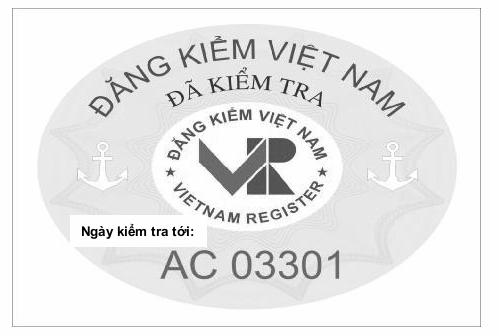 ĐĂNG KIỂM VIỆT NAM
ĐÃ KIỂM TRA
ĐĂNG KIỂM VIỆT NAM
VR
★ VIETNAM REGISTER ★
Ngày kiểm tra tới:
AC 03301